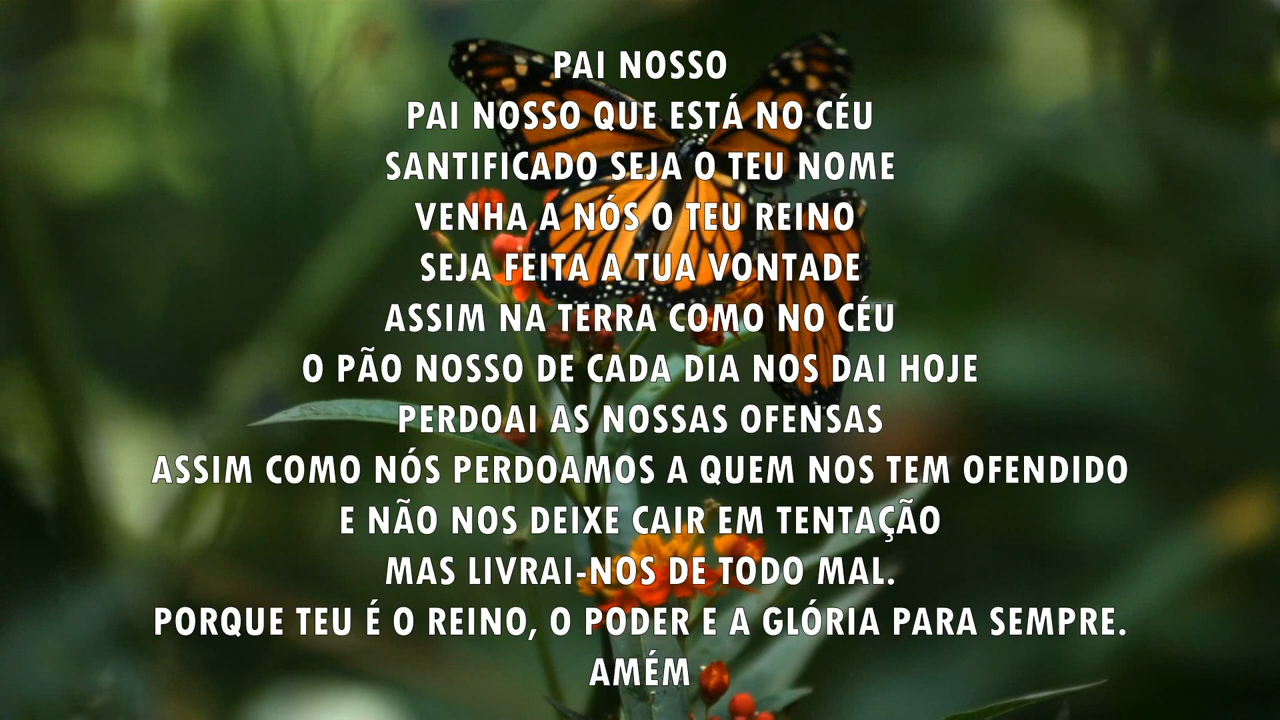 PAI NOSSO
PAI NOSSO QUE ESTÁ NO CÉU
SANTIFICADO SEJA O TEU NOME
VENHA A NÓS O TEU REINO
SEJA FEITA A TUA VONTADE
ASSIM NA TERRA COMO NO CÉU
O PÃO NOSSO DE CADA DIA NOS DAI HOJE
PERDOAI AS NOSSAS OFENSAS
ASSIM COMO NÓS PERDOAMOS A QUEM NOS TEM OFENDIDO
E NÃO NOS DEIXE CAIR EM TENTAÇÃO
MAS LIVRAI-NOS DE TODO MAL.
PORQUE TEU É O REINO, O PODER E A GLÓRIA PARA SEMPRE.
AMÉM